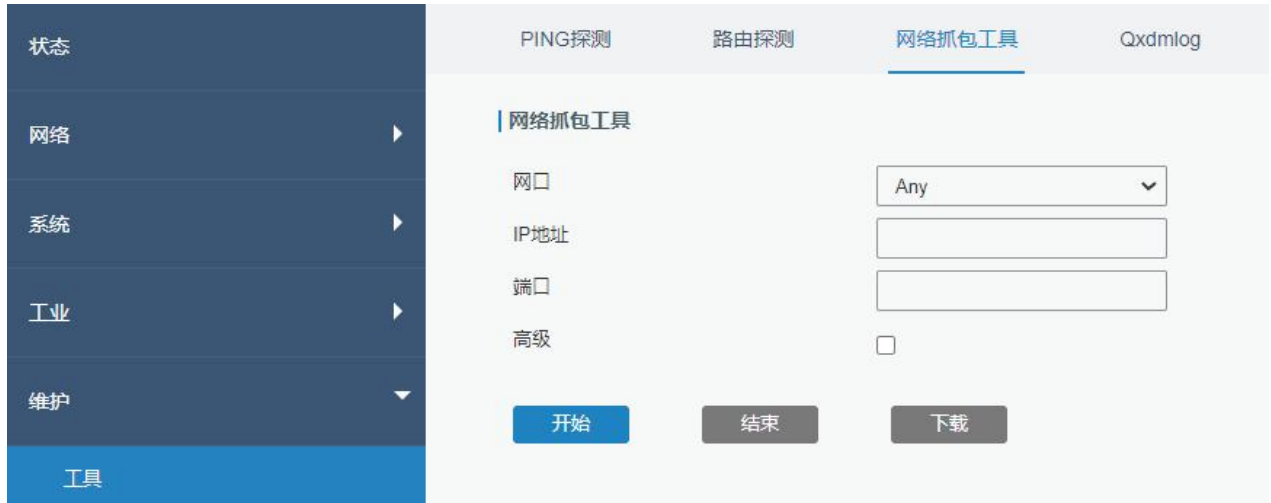 状态
网络
系统
工业
维护
工具
PING探测 路由探测 网络抓包工具 Qxdmlog
网络抓包工具
网口 Any
IP地址
端口
高级
开始 结束 下载